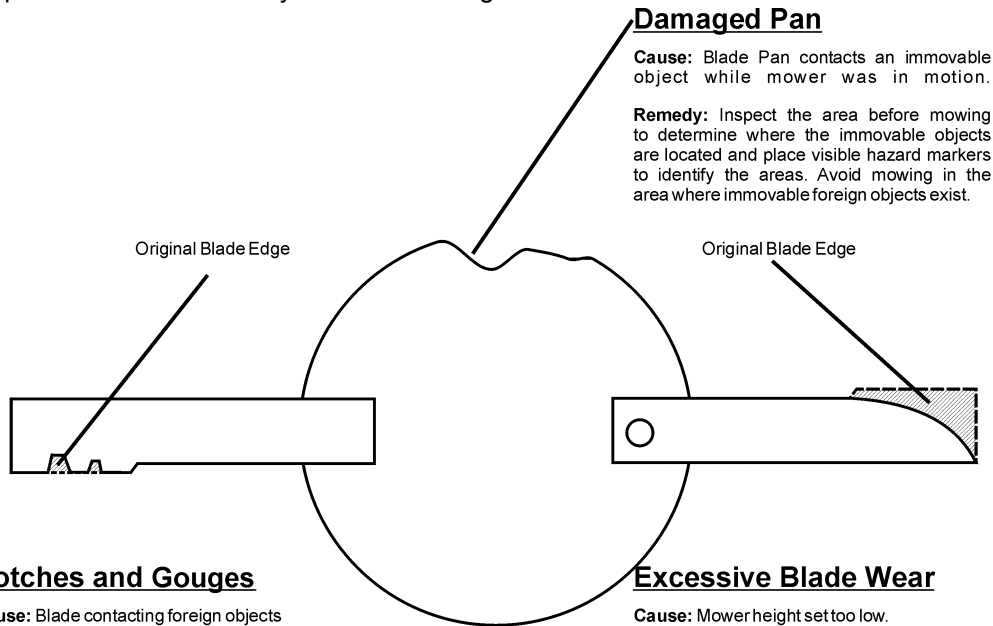 Damaged Pan
Cause: Blade Pan contacts an immovable
object while mower was in motion.
Remedy: Inspect the area before mowing
to determine where the immovable objects
are located and place visible hazard markers
to identify the areas. Avoid mowing in the
area where immovable foreign objects exist.
Original Blade Edge
Original Blade Edge
otches and Gouges
use: Blade contacting foreign objects
Excessive Blade Wear
Cause: Mower height set too low.